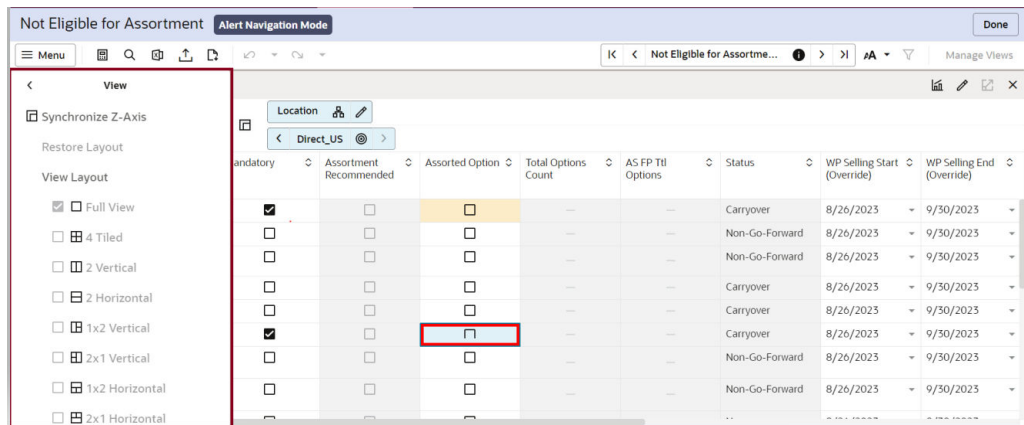 Not Eligible for Assortment Alert Navigation Mode Done
Menu Not Eligible for Assortme... AA Manage Views
View
Synchronize Z-Axis
Restore Layout
View Layout
Full View
4 Tiled
2 Vertical
2 Horizontal
1x2 Vertical
2x1 Vertical
1x2 Horizontal
2x1 Horizontal
Location
Direct_US
andatory Assortment Recommended Assorted Option Total Options Count AS FP Ttl Options Status WP Selling Start (Override) WP Selling End (Override)
Carryover 8/26/2023 9/30/2023
Non-Go-Forward 8/26/2023 9/30/2023
Non-Go-Forward 8/26/2023 9/30/2023
Carryover 8/26/2023 9/30/2023
Carryover 8/26/2023 9/30/2023
Carryover 8/26/2023 9/30/2023
Non-Go-Forward 8/26/2023 9/30/2023
Non-Go-Forward 8/26/2023 9/30/2023